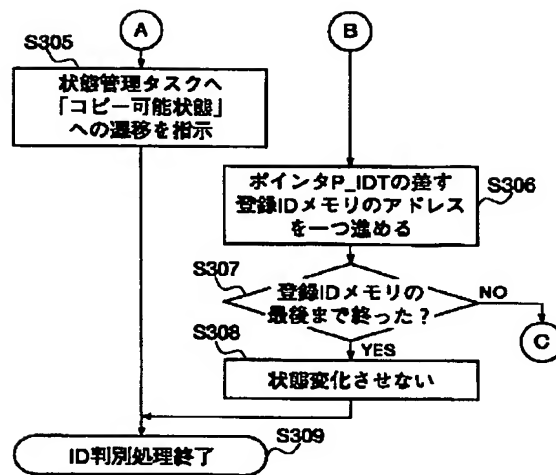 A
B
S305
状態管理タスクへ
「コピー可能状態」
への遷移を指示
ポインタP_IDTの差す
登録IDメモリのアドレス
を一つ進める
S306
S307
登録IDメモリの
最後まで終った?
NO
C
S308
YES
状態変化させない
S309
ID判別処理終了